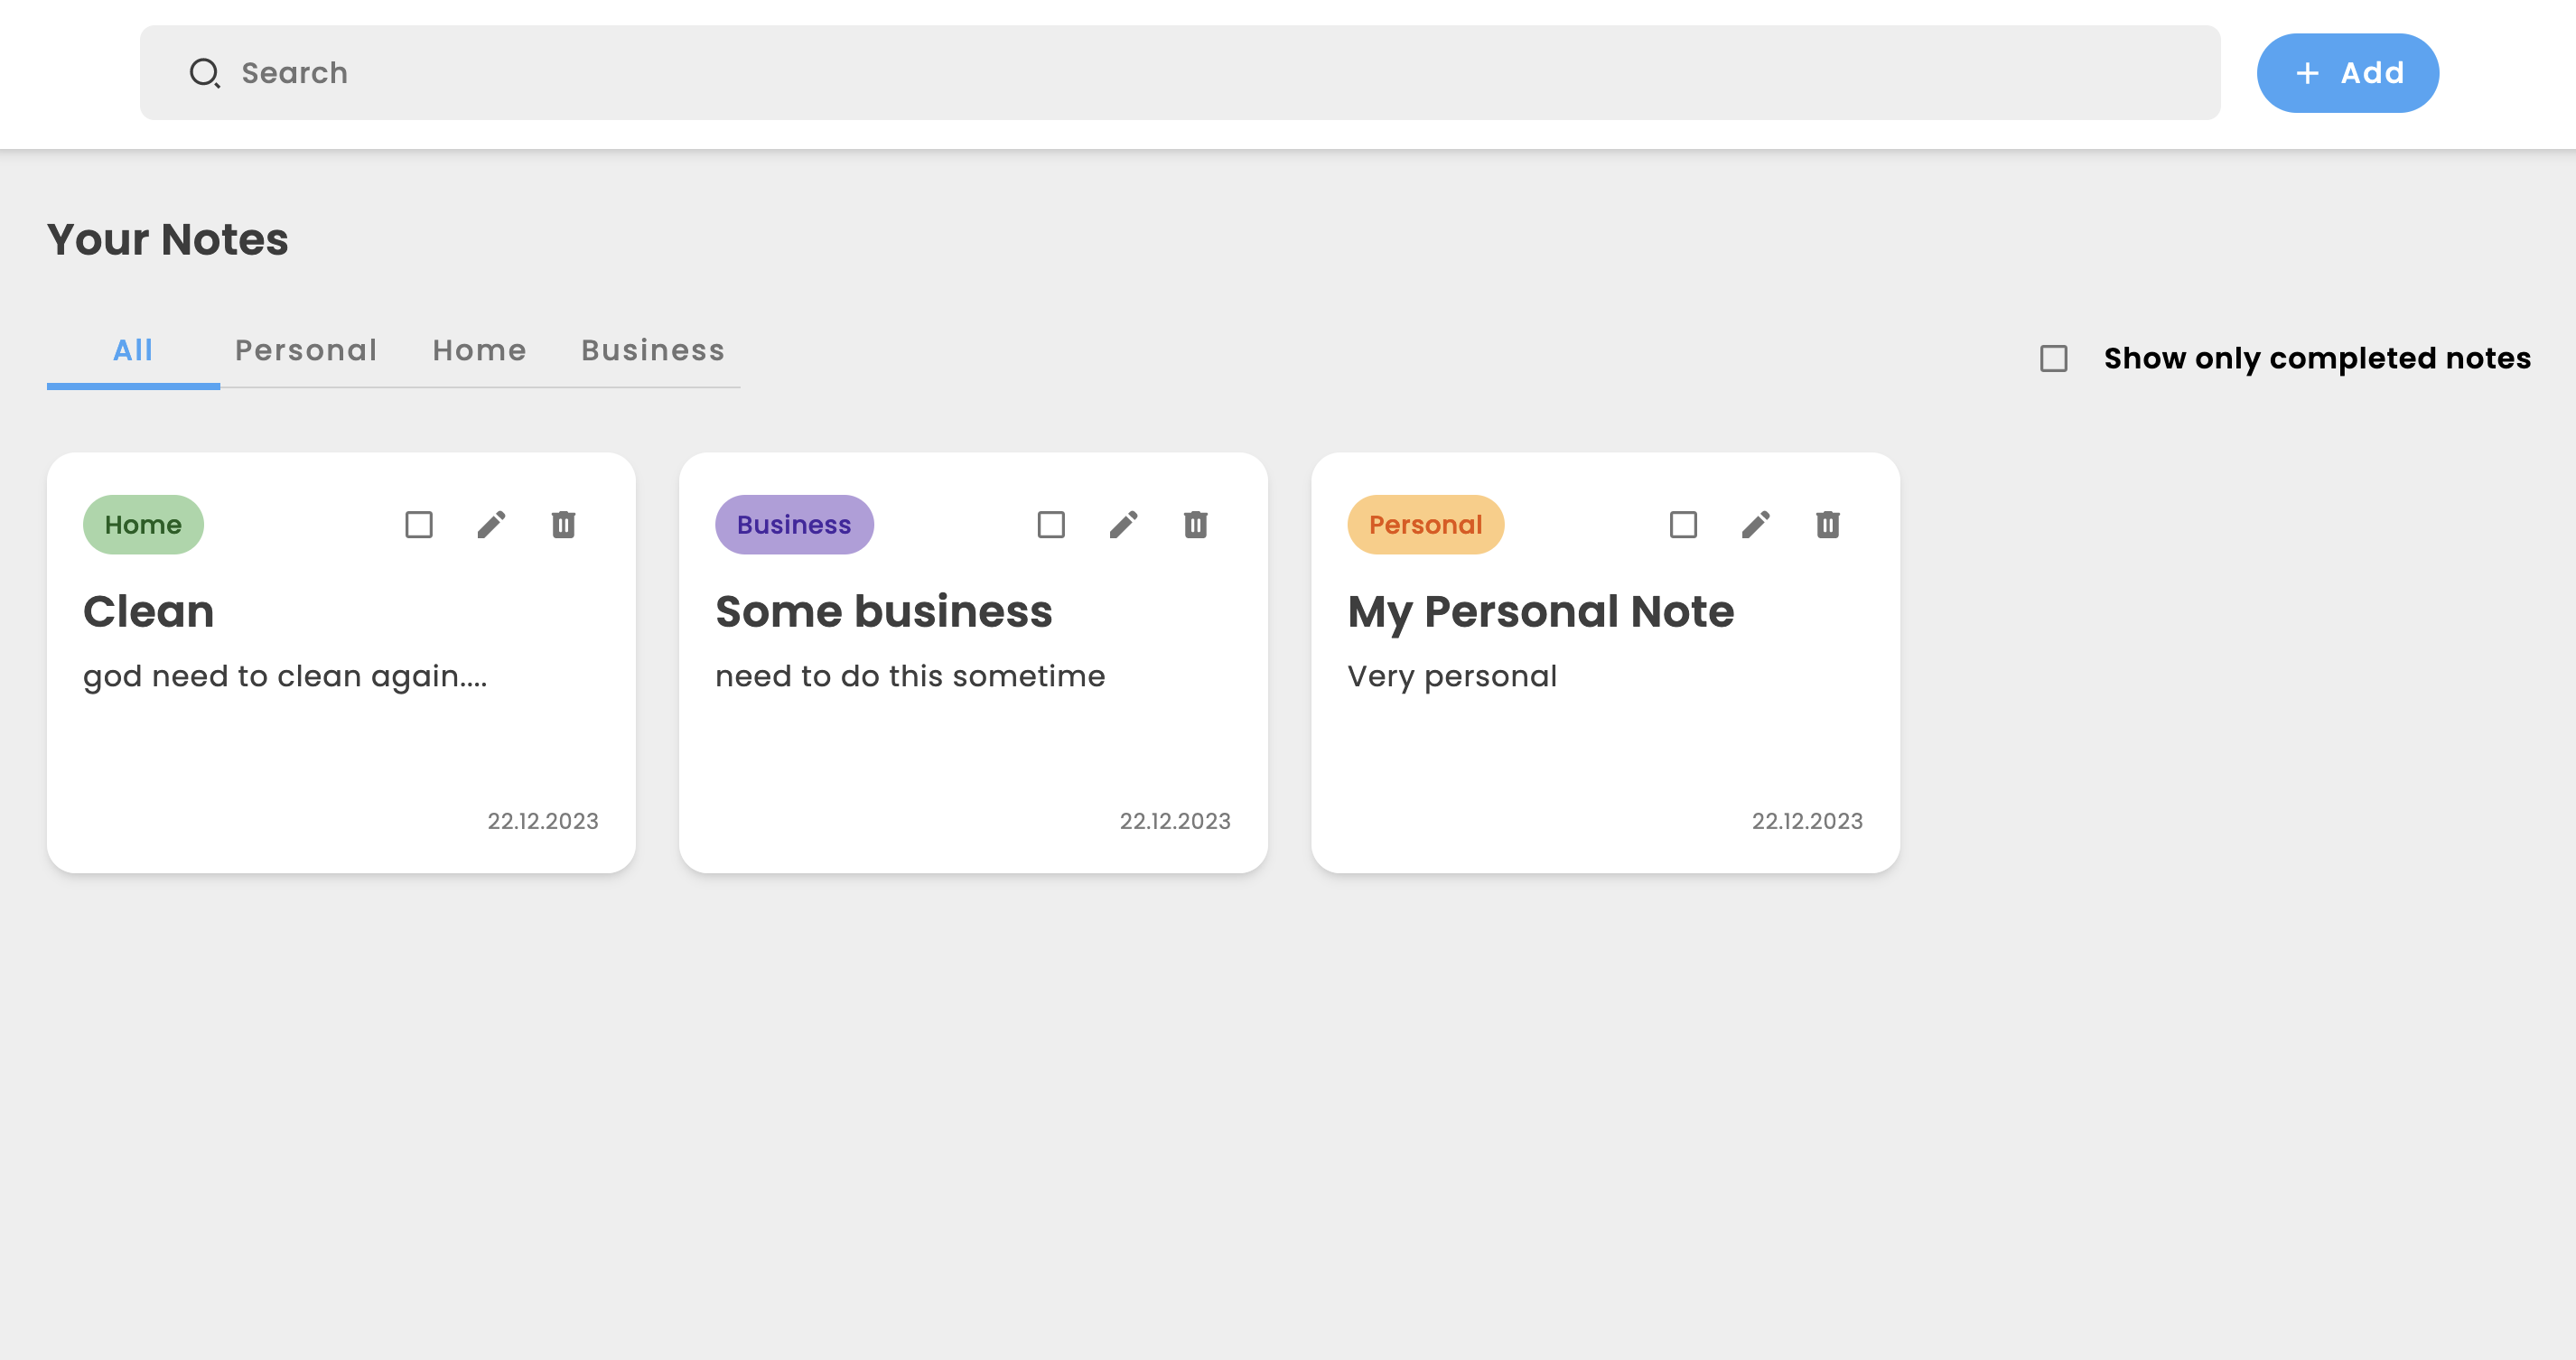 Search
+ Add
Your Notes
All Personal Home Business
Show only completed notes
Home
Clean
god need to clean again....
22.12.2023
Business
Some business
need to do this sometime
22.12.2023
Personal
My Personal Note
Very personal
22.12.2023